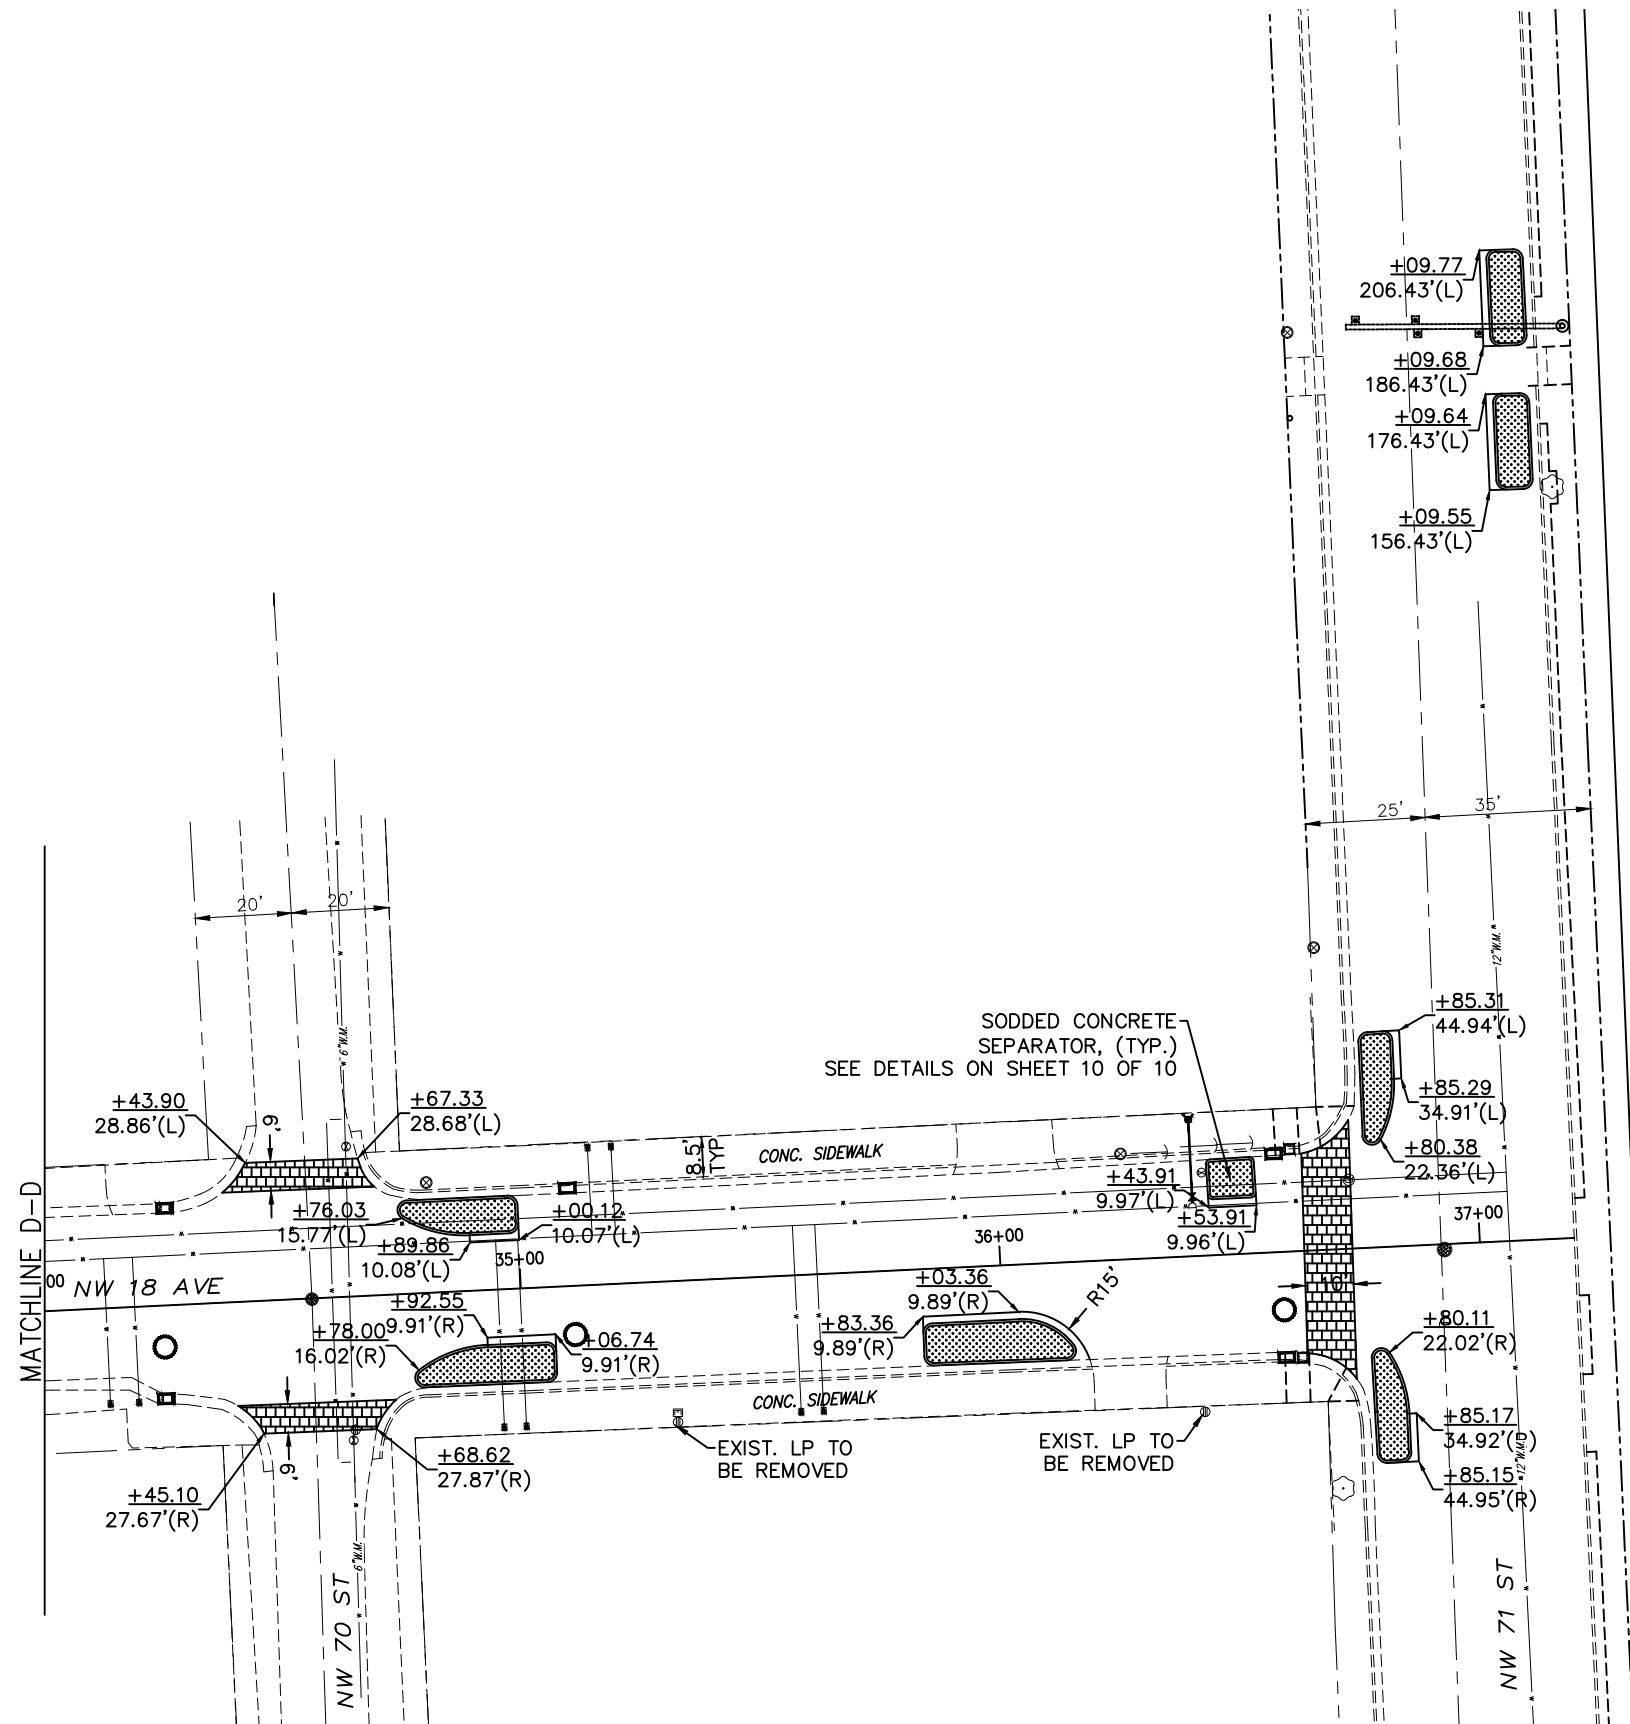 +09.77
206.43'(L)
+09.68
186.43'(L)
+09.64
176.43'(L)
+09.55
156.43'(L)
25'
35'
20'
20'
12"W.M.
6"W.M.
SODDED CONCRETE
SEPARATOR, (TYP.)
SEE DETAILS ON SHEET 10 OF 10
+85.31
44.94'(L)
+85.29
34.91'(L)
+80.38
22.36'(L)
+43.90
28.86'(L)
9'
+67.33
28.68'(L)
8.5'
TYP
CONC. SIDEWALK
+43.91
9.97'(L)
+53.91
9.96'(L)
+76.03
15.77'(L)
+89.86
10.08'(L)
+00.12
10.07'(L)
35+00
36+00
37+00
MATCHLINE D-D
00
NW 18 AVE
+92.55
9.91'(R)
+78.00
16.02'(R)
+06.74
9.91'(R)
+03.36
9.89'(R)
+83.36
9.89'(R)
R15'
10'
+80.11
22.02'(R)
CONC. SIDEWALK
EXIST. LP TO
BE REMOVED
EXIST. LP TO
BE REMOVED
+85.17
34.92'(R)
+85.15
44.95'(R)
12"W.M.
9'
+68.62
27.87'(R)
+45.10
27.67'(R)
6"W.M.
NW 70 ST
NW 71 ST